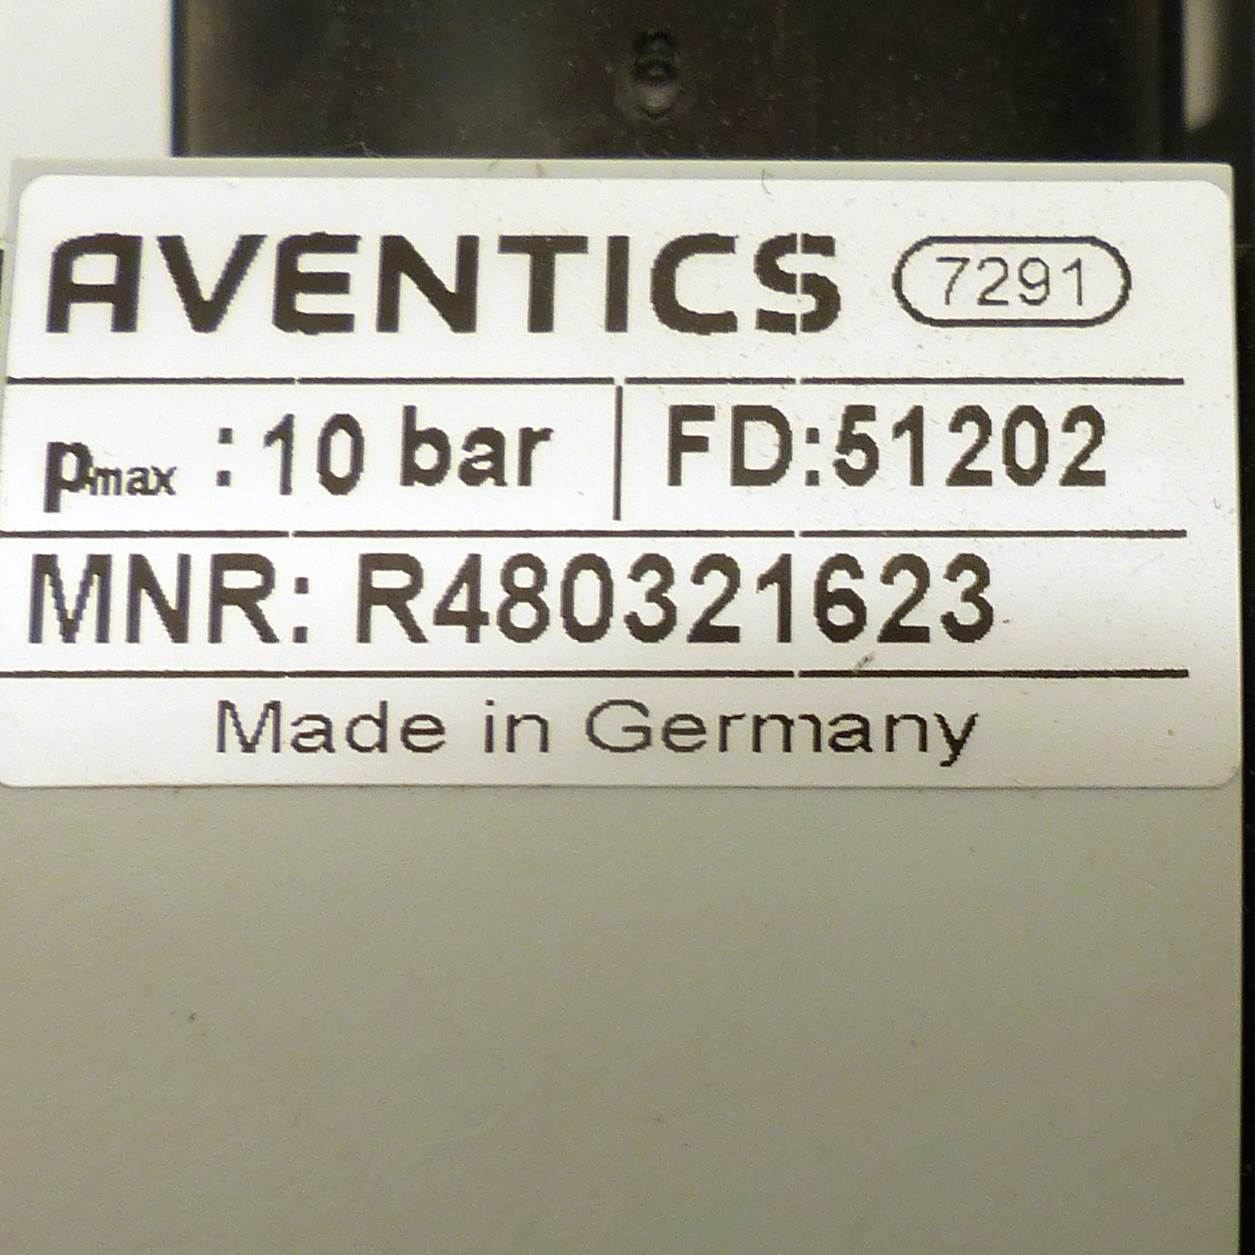 AVENTICS 7291
pmax : 10 bar FD:51202
MNR: R480321623
Made in Germany